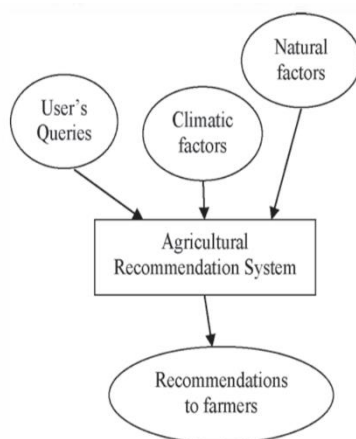 Natural
factors
User's
Queries
Climatic
factors
Agricultural
Recommendation System
Recommendations
to farmers